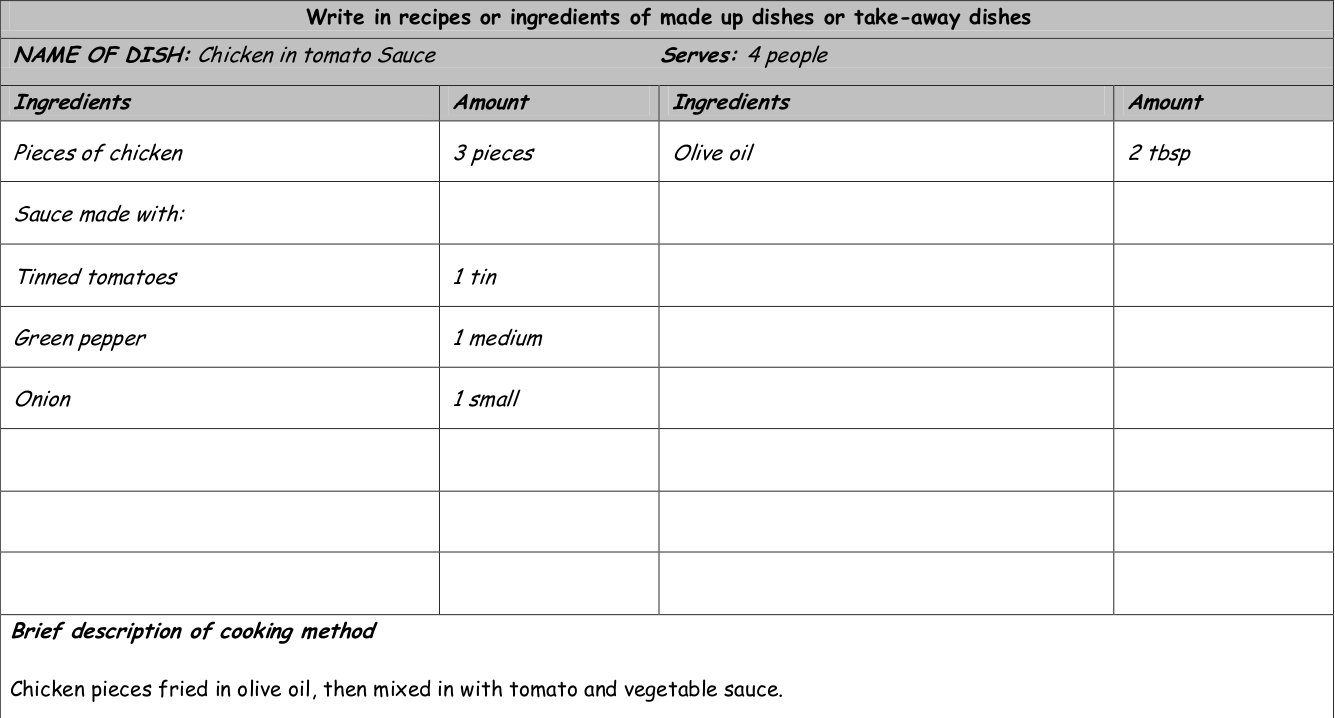 Write in recipes or ingredients of made up dishes or take-away dishes
NAME OF DISH: Chicken in tomato Sauce Serves: 4 people
Ingredients Amount Ingredients Amount
Pieces of chicken 3 pieces Olive oil 2 tbsp
Sauce made with:
Tinned tomatoes 1 tin
Green pepper 1 medium
Onion 1 small
Brief description of cooking method
Chicken pieces fried in olive oil, then mixed in with tomato and vegetable sauce.